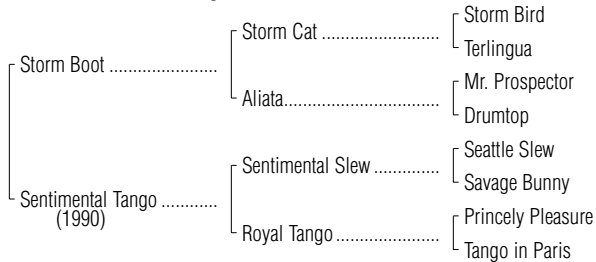 Storm Bird
Storm Cat ......................
Terlingua
Storm Boot ......................
Mr. Prospector
Aliata.............................
Drumtop
Seattle Slew
Sentimental Slew .............
Savage Bunny
Sentimental Tango ...........
(1990)
Princely Pleasure
Royal Tango....................
Tango in Paris